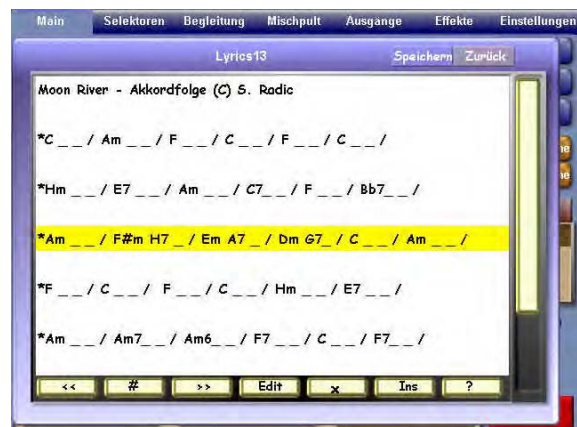 Main Selektoren Begleitung Mischpult Ausgänge Effekte Einstellungen
Lyrics13 Speichern Zurück
Moon River - Akkordfolge (C) S. Radic
*C _ _ / Am _ _ / F _ _ / C _ _ / F _ _ / C _ _ /
*Hm _ _ / E7 _ _ / Am _ _ / C7_ _ / F _ _ / Bb7_ _ /
*Am _ _ / F#m H7 _ / Em A7 _ / Dm G7_ / C _ _ / Am _ _ /
*F _ _ / C _ _ / F _ _ / C _ _ / Hm _ _ / E7 _ _ /
*Am _ _ / Am7_ _ / Am6_ _ / F7 _ _ / C _ _ / F7_ _ /
<< # >> Edit x Ins ?